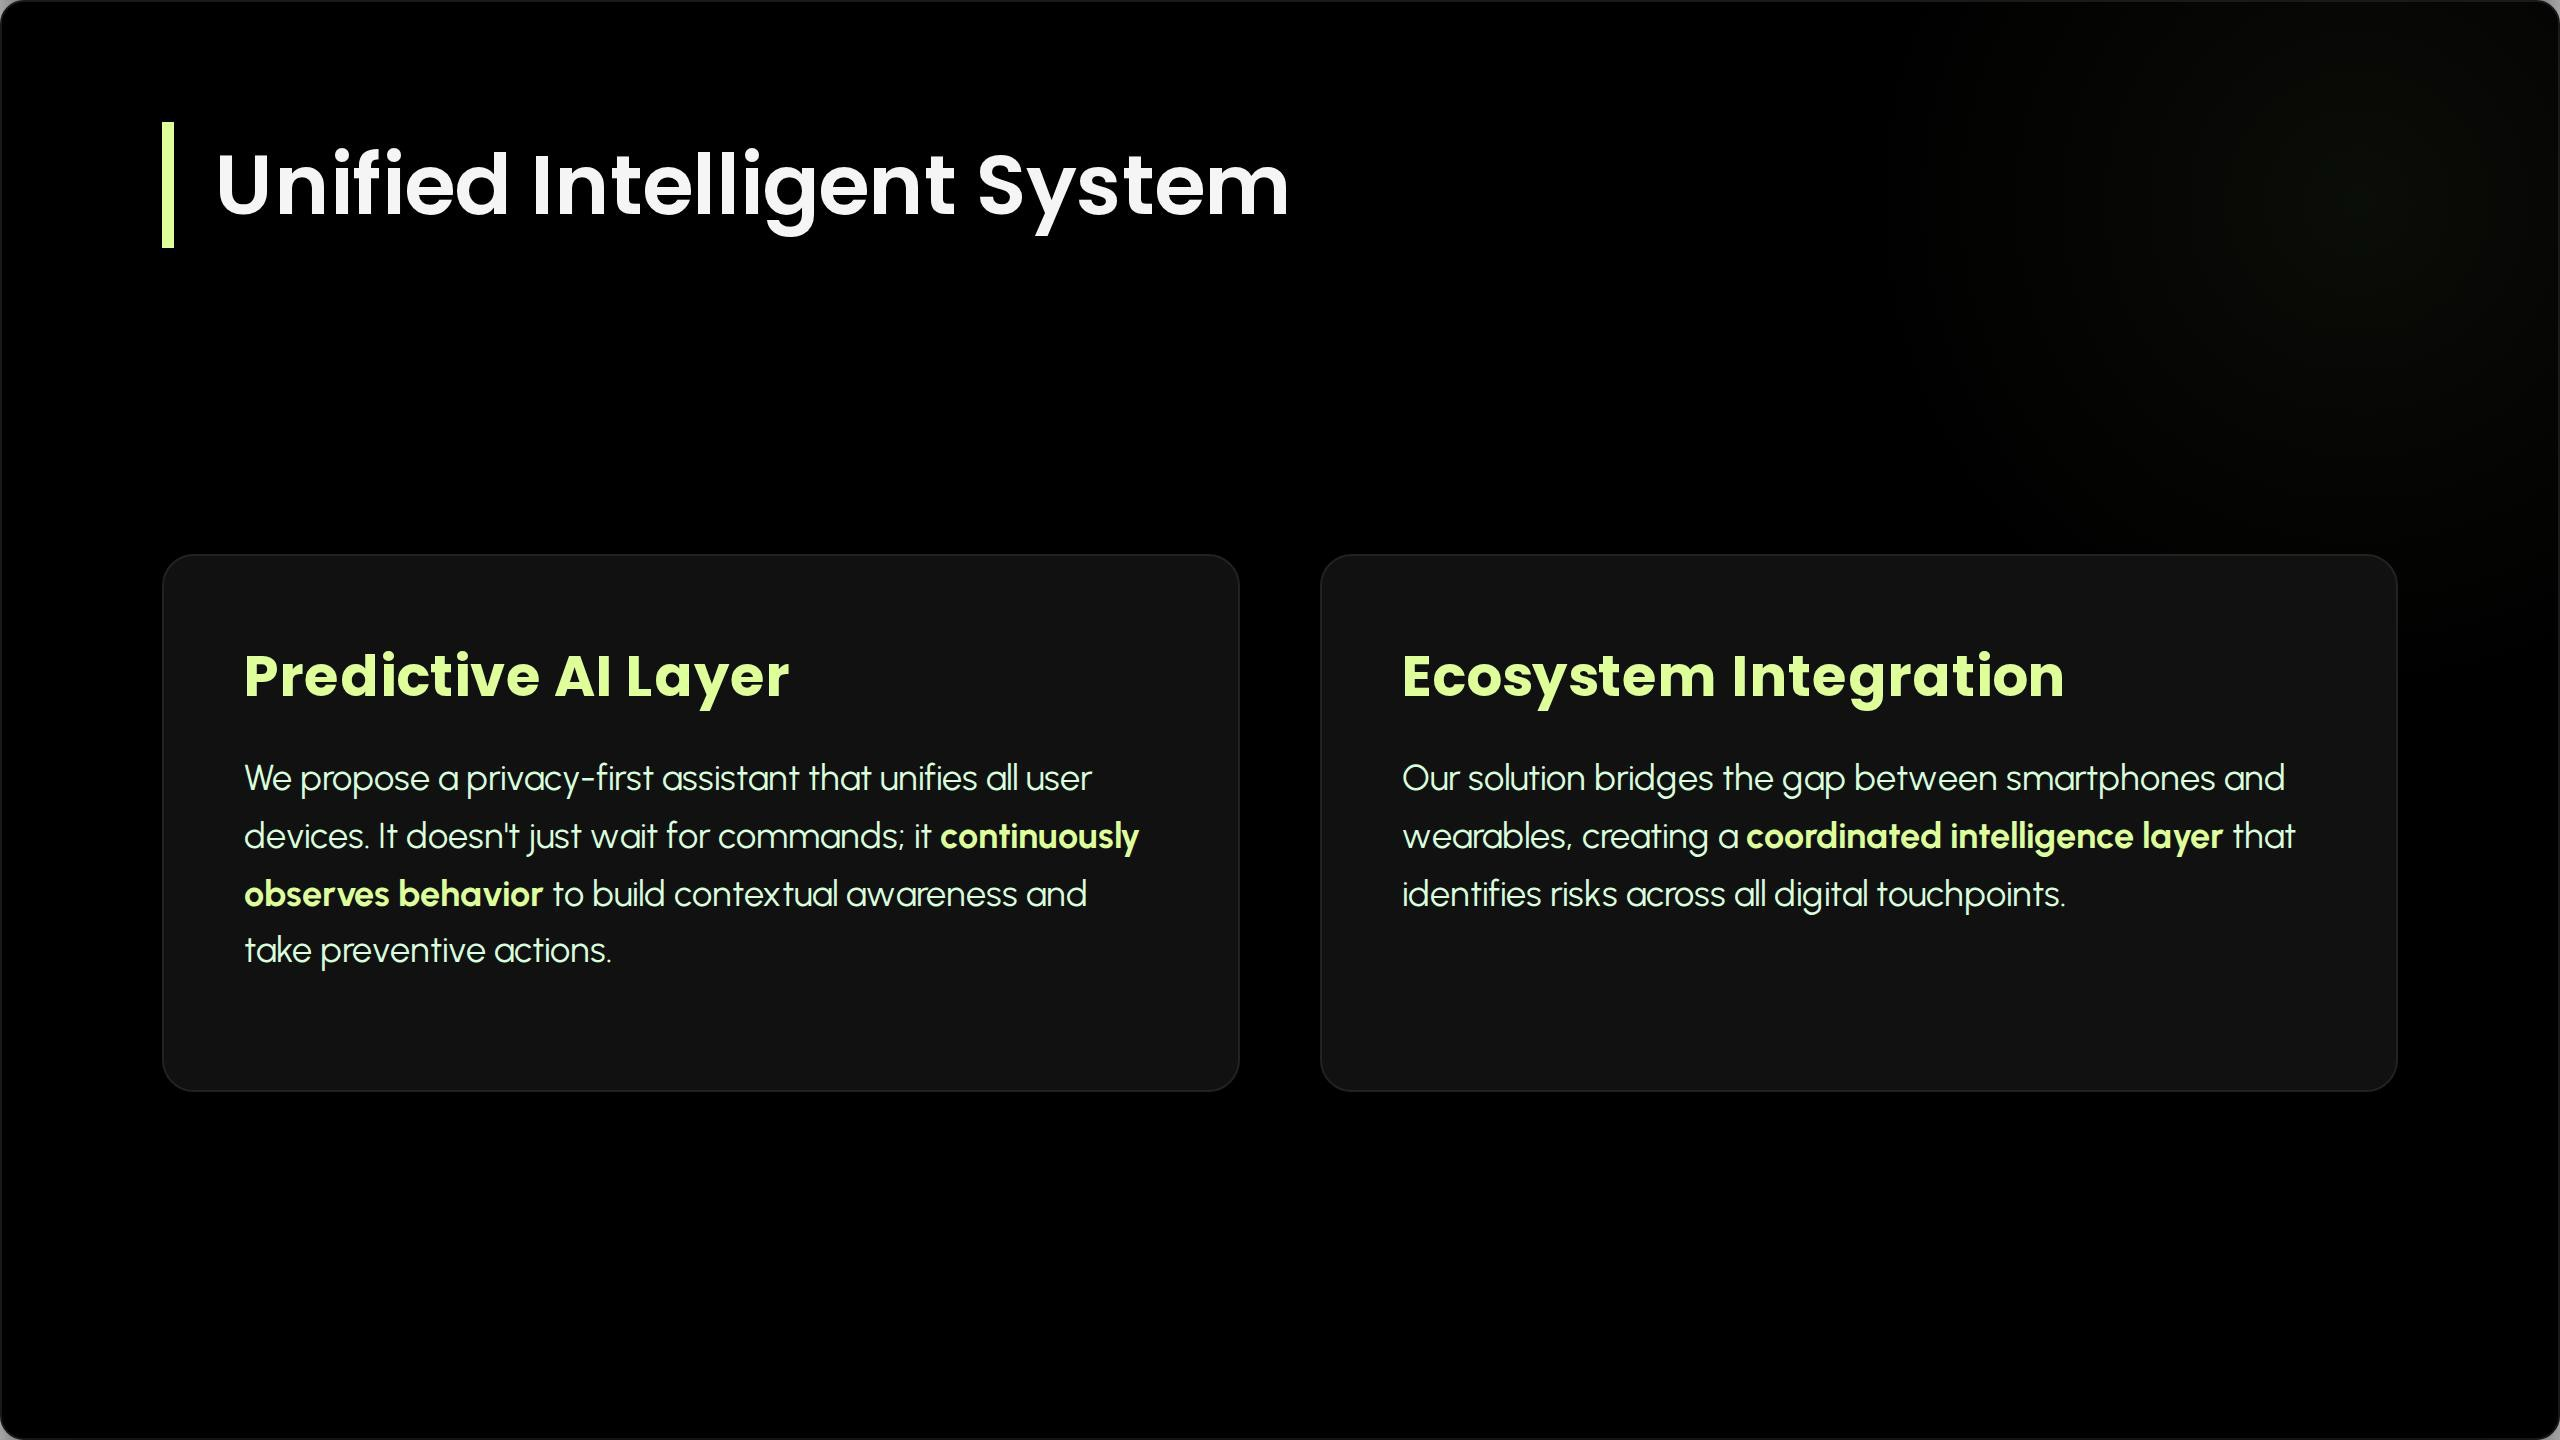 Unified Intelligent System
Predictive AI Layer
We propose a privacy-first assistant that unifies all user
devices. It doesn't just wait for commands; it continuously
observes behavior to build contextual awareness and
take preventive actions.
Ecosystem Integration
Our solution bridges the gap between smartphones and
wearables, creating a coordinated intelligence layer that
identifies risks across all digital touchpoints.